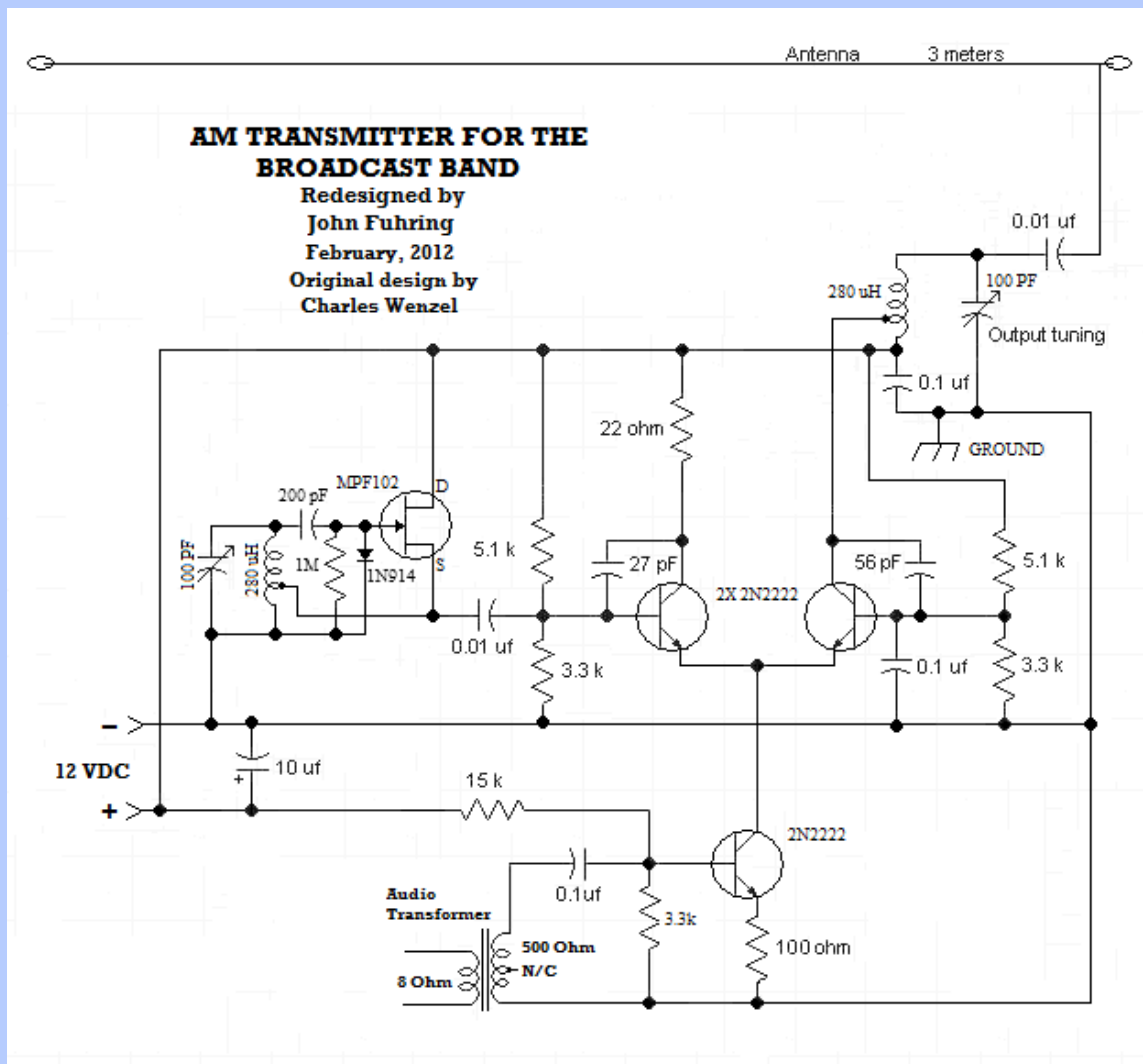 Antenna 3 meters
AM TRANSMITTER FOR THE
BROADCAST BAND
Redesigned by
John Fuhring
February, 2012
Original design by
Charles Wenzel
0.01 uf
280 uH
100 PF
Output tuning
0.1 uf
22 ohm
GROUND
MPF102
D
200 pF
100 PF
280 uH
1M
1N914
S
5.1 k
27 pF
56 pF
5.1 k
2X 2N2222
0.01 uf
3.3 k
0.1 uf
3.3 k
−
12 VDC
10 uf
+
+
15 k
2N2222
0.1uf
Audio
Transformer
3.3k
500 Ohm
N/C
8 Ohm
100 ohm